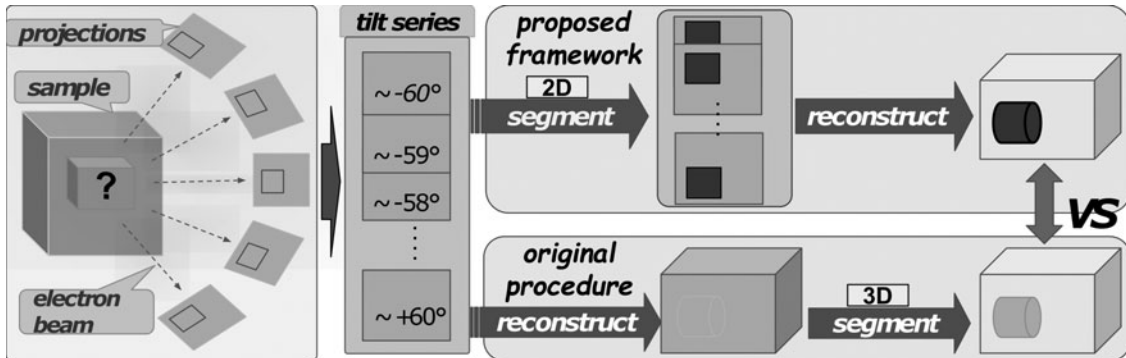 projections
sample
?
electron
beam
tilt series
~ -60°
~ -59°
~ -58°
~ +60°
proposed
framework
2D
segment
reconstruct
VS
original
procedure
reconstruct
3D
segment